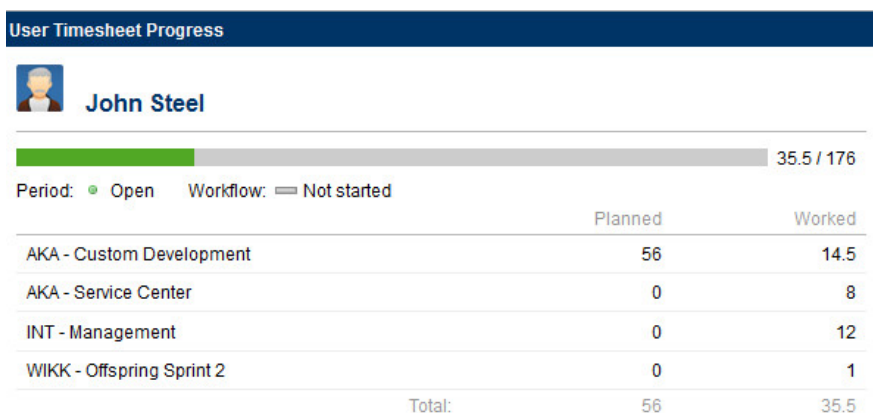 User Timesheet Progress
John Steel
35.5 / 176
Period: Open Workflow: Not started
Planned Worked
AKA - Custom Development 56 14.5
AKA - Service Center 0 8
INT - Management 0 12
WIKK - Offspring Sprint 2 0 1
Total: 56 35.5